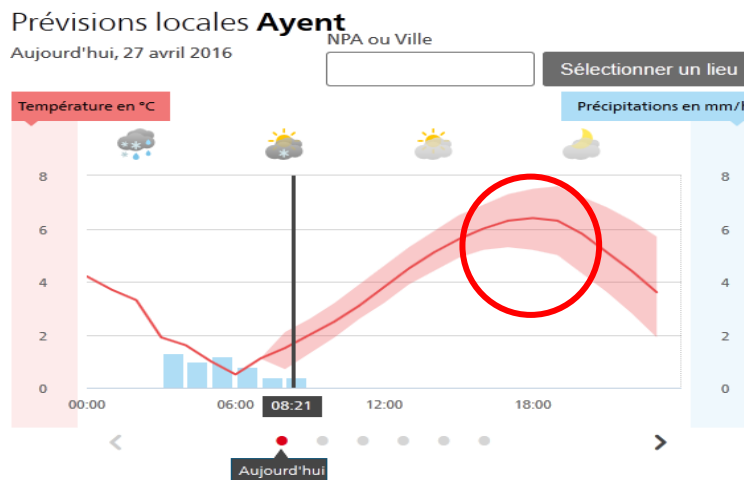 Prévisions locales Ayent
Aujourd'hui, 27 avril 2016
NPA ou Ville
Sélectionner un lieu
Température en °C
Précipitations en mm/h
8 8
6 6
4 4
2 2
0 0
00:00 06:00 08:21 12:00 18:00
Aujourd'hui